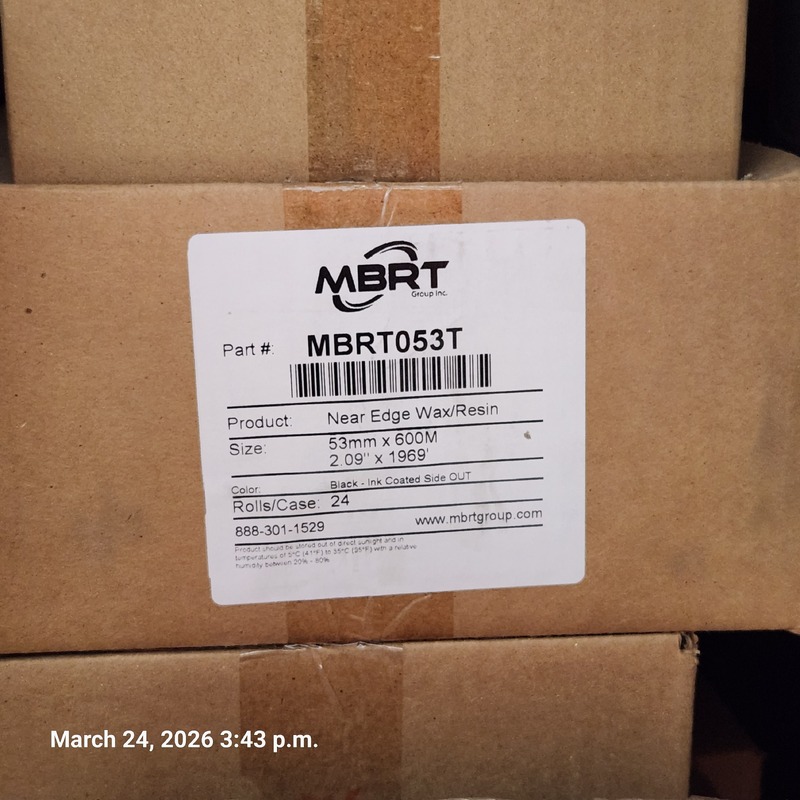 MBRT
Group Inc.
Part #: MBRT053T
Product: Near Edge Wax/Resin
Size: 53mm x 600M
2.09" x 1969'
Color: Black - Ink Coated Side OUT
Rolls/Case: 24
888-301-1529 www.mbrtgroup.com
Product should be stored out of direct sunlight and in
temperatures of 5°C (41°F) to 35°C (95°F) with a relative
humidity between 20% - 80%
March 24, 2026 3:43 p.m.